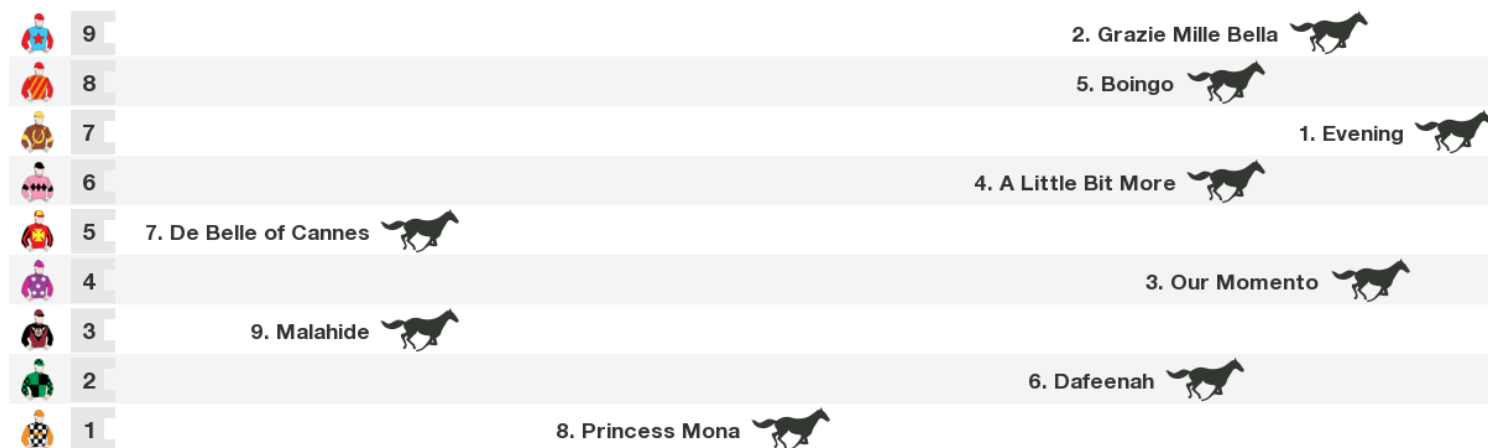 9 2. Grazie Mille Bella
8 5. Boingo
7 1. Evening
6 4. A Little Bit More
5 7. De Belle of Cannes
4 3. Our Momento
3 9. Malahide
2 6. Dafeenah
1 8. Princess Mona